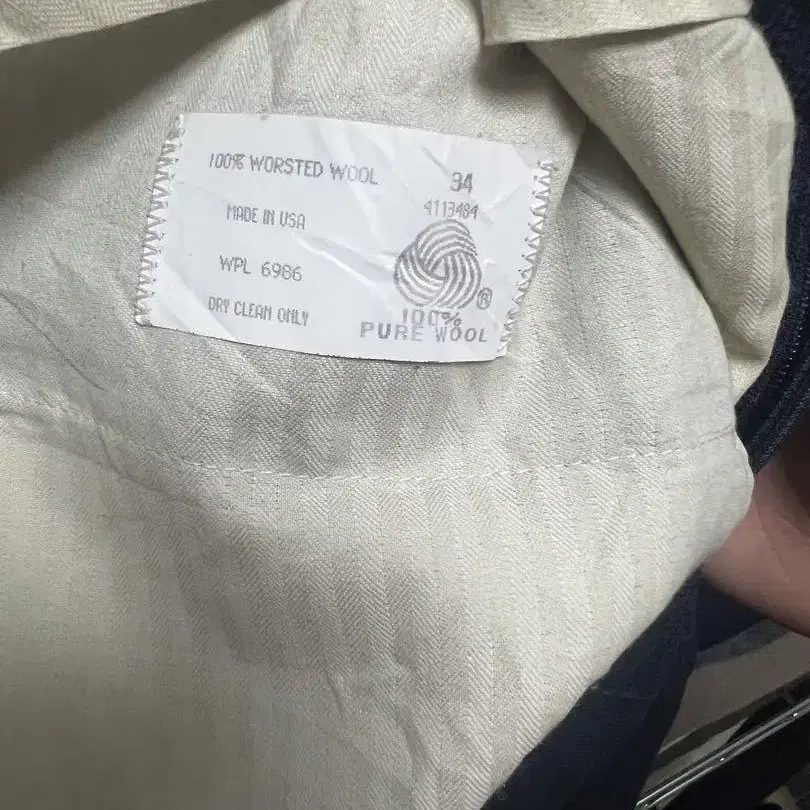 100% WORSTED WOOL
34
MADE IN USA
4113484
WPL 6986
DRY CLEAN ONLY
®
100%
PURE WOOL